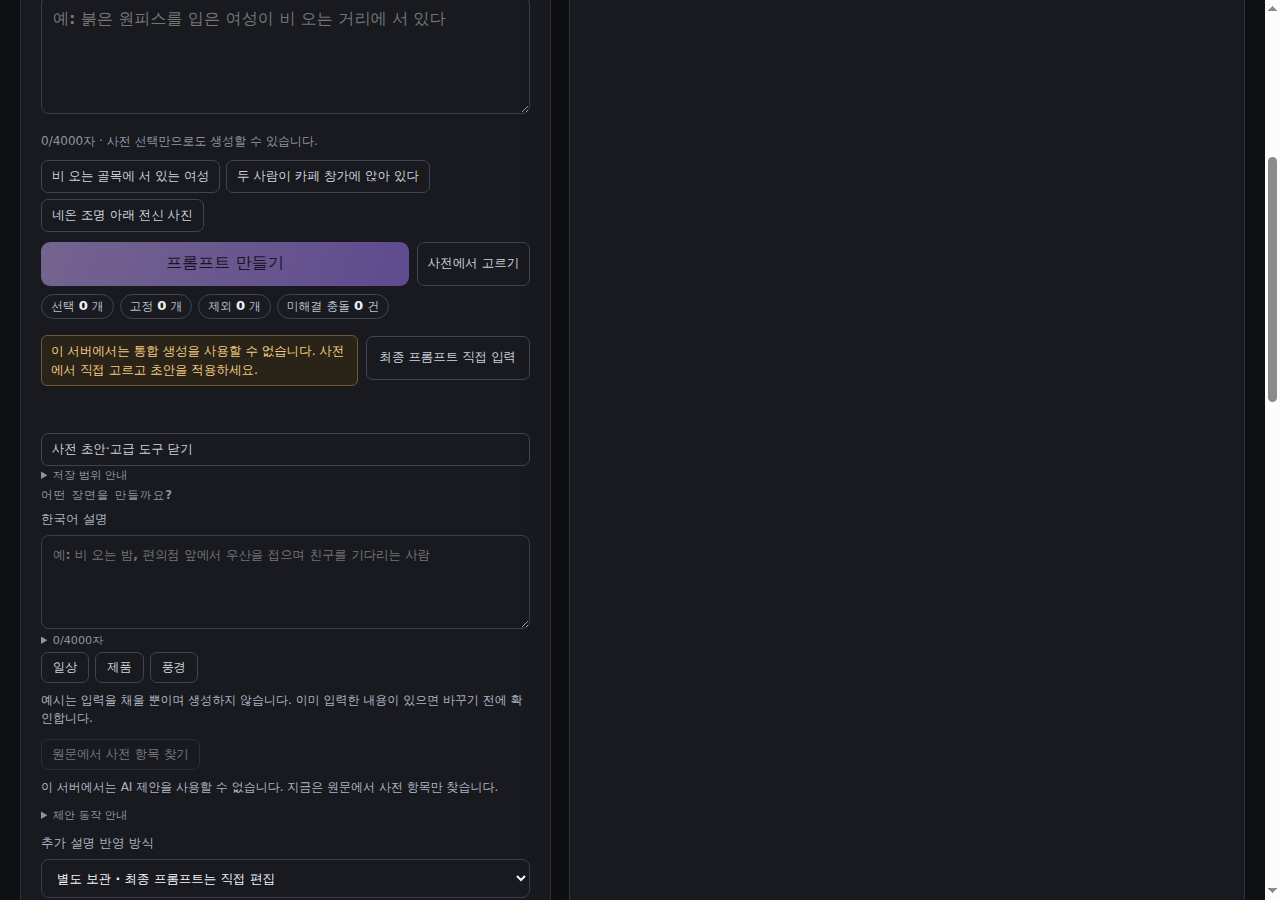 예: 붉은 원피스를 입은 여성이 비 오는 거리에 서 있다
0/4000자 · 사전 선택만으로도 생성할 수 있습니다.
비 오는 골목에 서 있는 여성
두 사람이 카페 창가에 앉아 있다
네온 조명 아래 전신 사진
프롬프트 만들기
사전에서 고르기
선택 0 개
고정 0 개
제외 0 개
미해결 충돌 0 건
이 서버에서는 통합 생성을 사용할 수 없습니다. 사전
에서 직접 고르고 초안을 적용하세요.
최종 프롬프트 직접 입력
사전 초안·고급 도구 닫기
저장 범위 안내
어떤 장면을 만들까요?
한국어 설명
예: 비 오는 밤, 편의점 앞에서 우산을 접으며 친구를 기다리는 사람
0/4000자
일상
제품
풍경
예시는 입력을 채울 뿐이며 생성하지 않습니다. 이미 입력한 내용이 있으면 바꾸기 전에 확
인합니다.
원문에서 사전 항목 찾기
이 서버에서는 AI 제안을 사용할 수 없습니다. 지금은 원문에서 사전 항목만 찾습니다.
제안 동작 안내
추가 설명 반영 방식
별도 보관 · 최종 프롬프트는 직접 편집